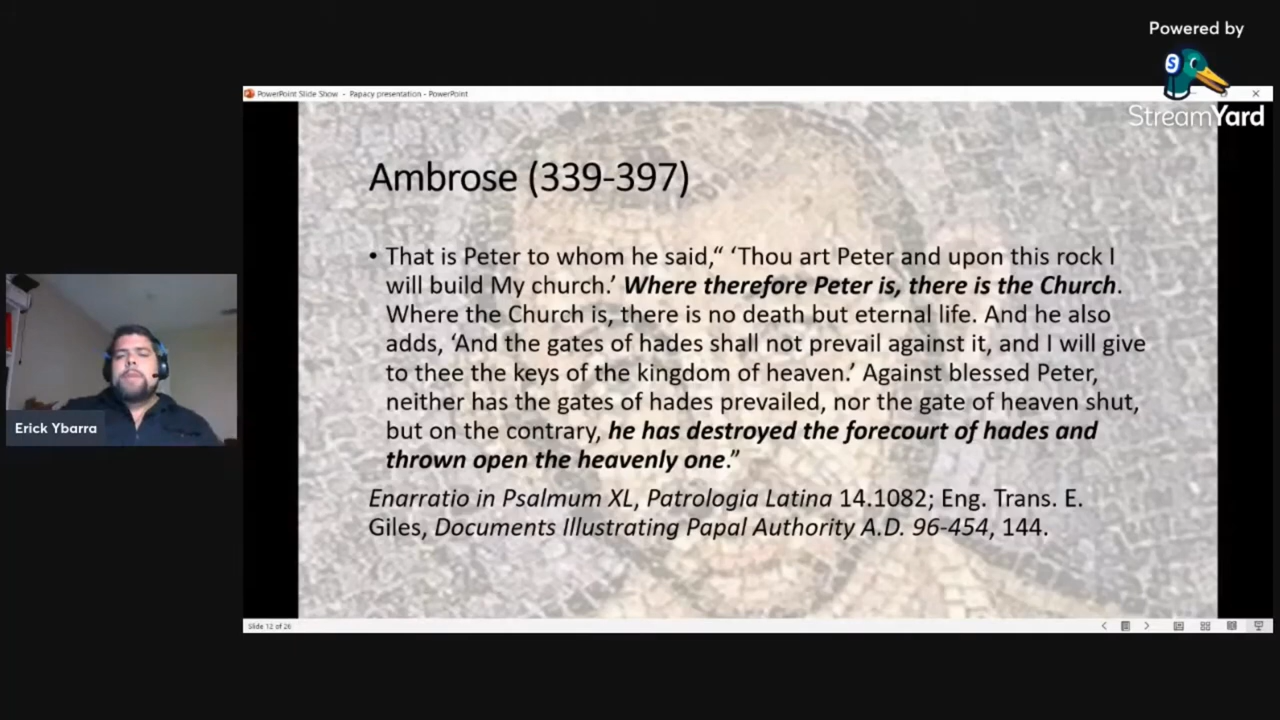 Powered by
StreamYard
PowerPoint Slide Show - Papacy presentation - PowerPoint
Ambrose (339-397)
• That is Peter to whom he said,“ ‘Thou art Peter and upon this rock I
will build My church.’ Where therefore Peter is, there is the Church.
Where the Church is, there is no death but eternal life. And he also
adds, ‘And the gates of hades shall not prevail against it, and I will give
to thee the keys of the kingdom of heaven.’ Against blessed Peter,
neither has the gates of hades prevailed, nor the gate of heaven shut,
but on the contrary, he has destroyed the forecourt of hades and
thrown open the heavenly one.”
Enarratio in Psalmum XL, Patrologia Latina 14.1082; Eng. Trans. E.
Giles, Documents Illustrating Papal Authority A.D. 96-454, 144.
Erick Ybarra
Slide 12 of 26